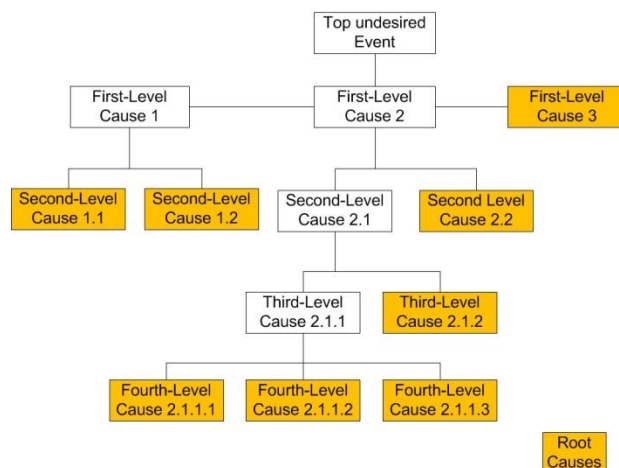 Top undesired
Event
First-Level
Cause 1
First-Level
Cause 2
First-Level
Cause 3
Second-Level
Cause 1.1
Second-Level
Cause 1.2
Second-Level
Cause 2.1
Second Level
Cause 2.2
Third-Level
Cause 2.1.1
Third-Level
Cause 2.1.2
Fourth-Level
Cause 2.1.1.1
Fourth-Level
Cause 2.1.1.2
Fourth-Level
Cause 2.1.1.3
Root
Causes